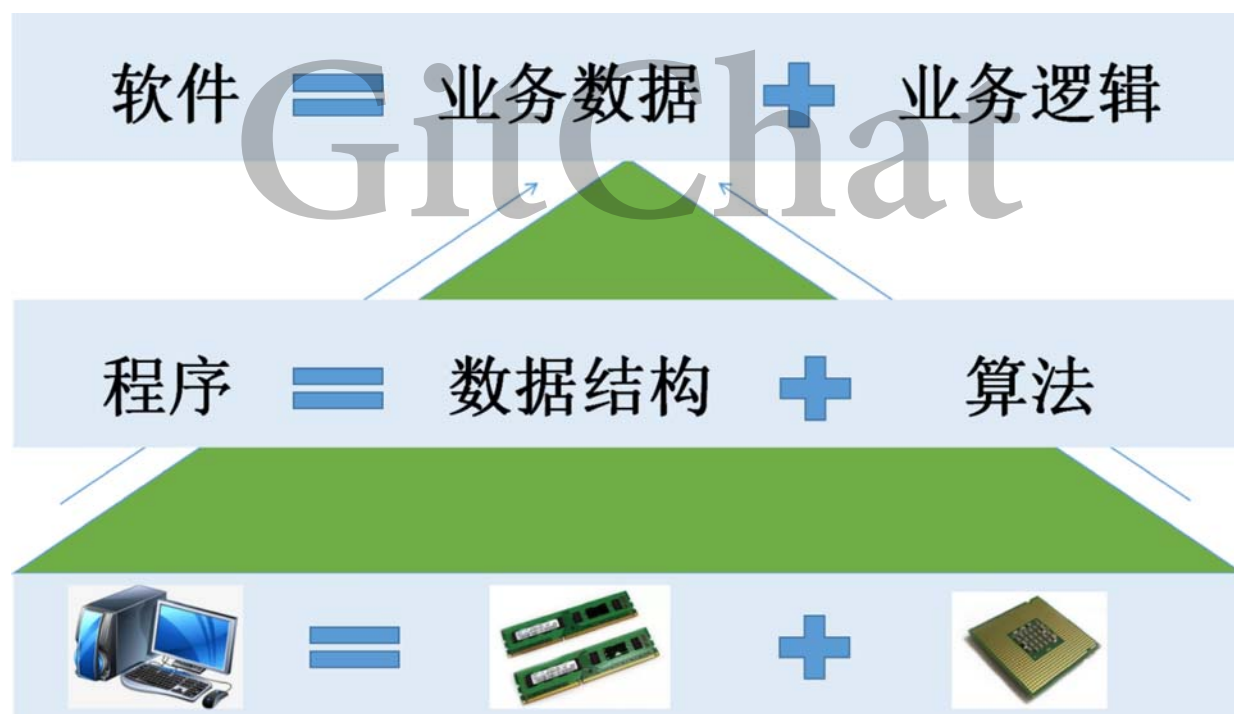 软件 = 业务数据 + 业务逻辑
GitChat
程序 = 数据结构 + 算法
= +